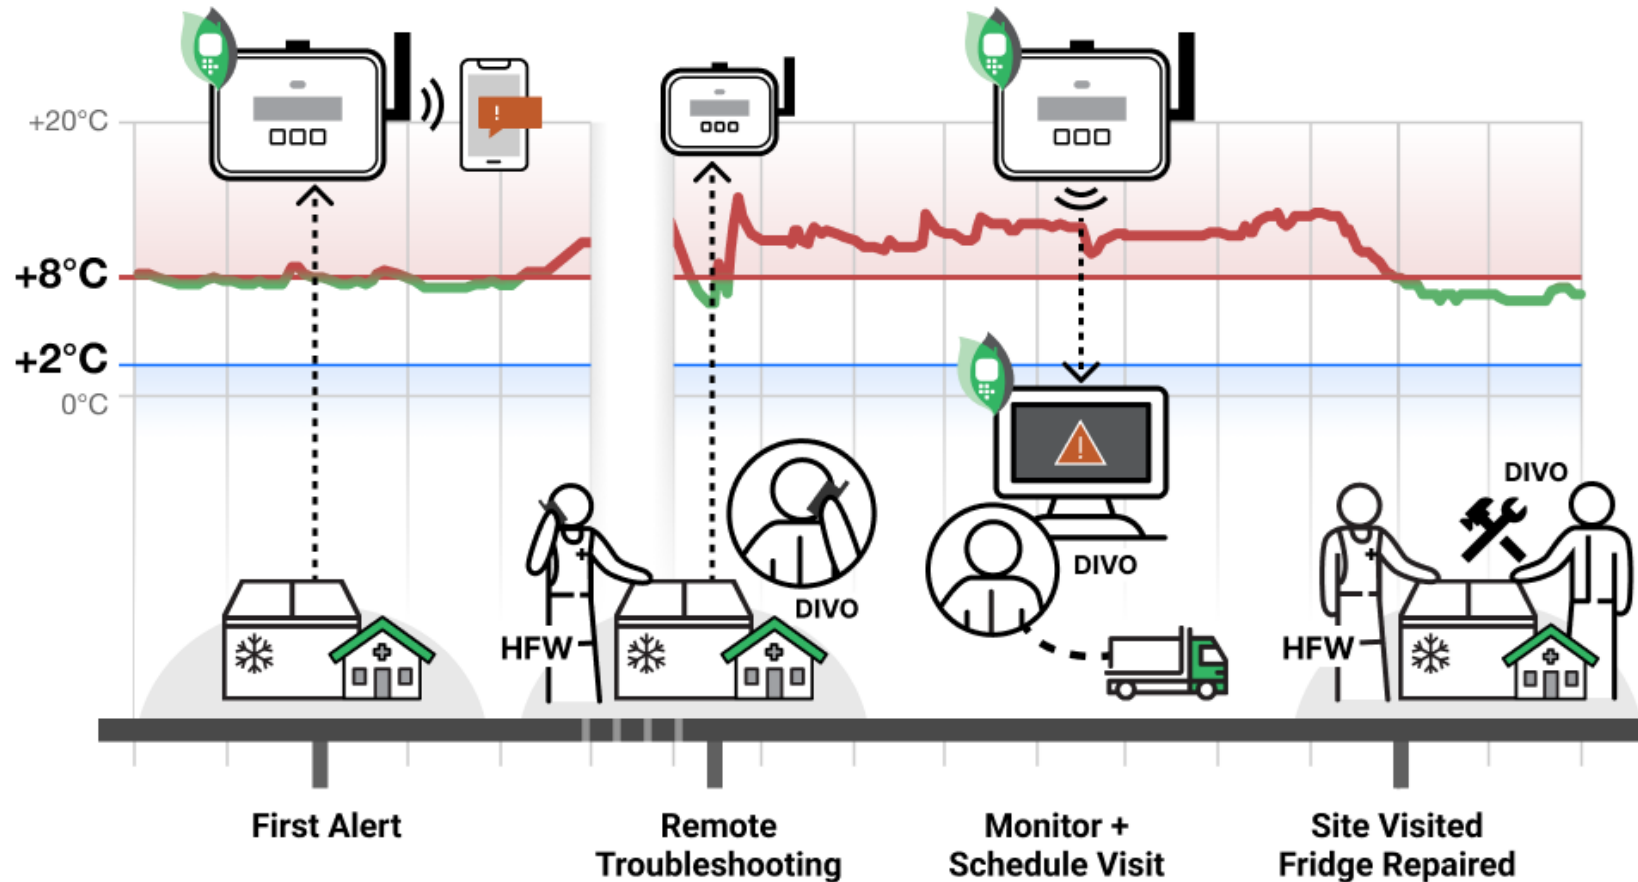 +20°C
+8°C
+2°C
0°C
!
!
DIVO
DIVO
DIVO
HFW
HFW
First Alert
Remote
Troubleshooting
Monitor +
Schedule Visit
Site Visited
Fridge Repaired